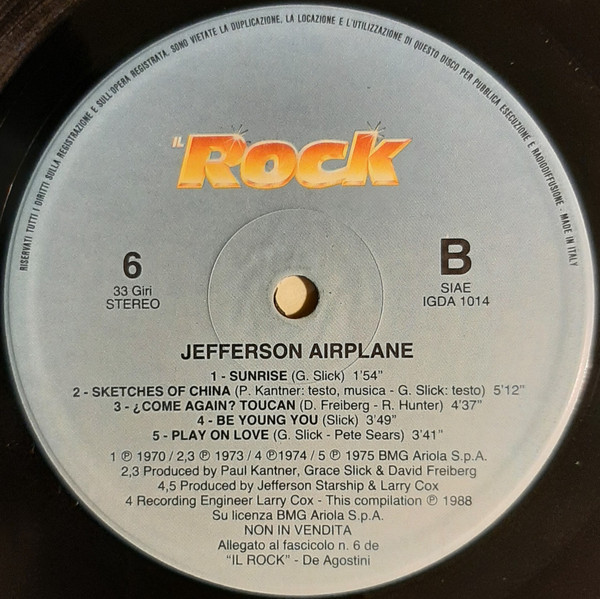 RISERVATI TUTTI I DIRITTI SULLA REGISTRAZIONE E SULL'OPERA REGISTRATA. SONO VIETATE LA DUPLICAZIONE, LA LOCAZIONE E L'UTILIZZAZIONE DI QUESTO DISCO PER PUBBLICA ESECUZIONE E RADIODIFFUSIONE - MADE IN ITALY
IL Rock
6
33 Giri
STEREO
B
SIAE
IGDA 1014
JEFFERSON AIRPLANE
1 - SUNRISE (G. Slick) 1'54"
2 - SKETCHES OF CHINA (P. Kantner: testo, musica - G. Slick: testo) 5'12"
3 - ¿COME AGAIN? TOUCAN (D. Freiberg - R. Hunter) 4'37"
4 - BE YOUNG YOU (Slick) 3'49"
5 - PLAY ON LOVE (G. Slick - Pete Sears) 3'41"
1 ℗ 1970 / 2,3 ℗ 1973 / 4 ℗1974 / 5 ℗ 1975 BMG Ariola S.p.A.
2,3 Produced by Paul Kantner, Grace Slick & David Freiberg
4,5 Produced by Jefferson Starship & Larry Cox
4 Recording Engineer Larry Cox - This compilation ℗ 1988
Su licenza BMG Ariola S.p.A.
NON IN VENDITA
Allegato al fascicolo n. 6 de
"IL ROCK" - De Agostini